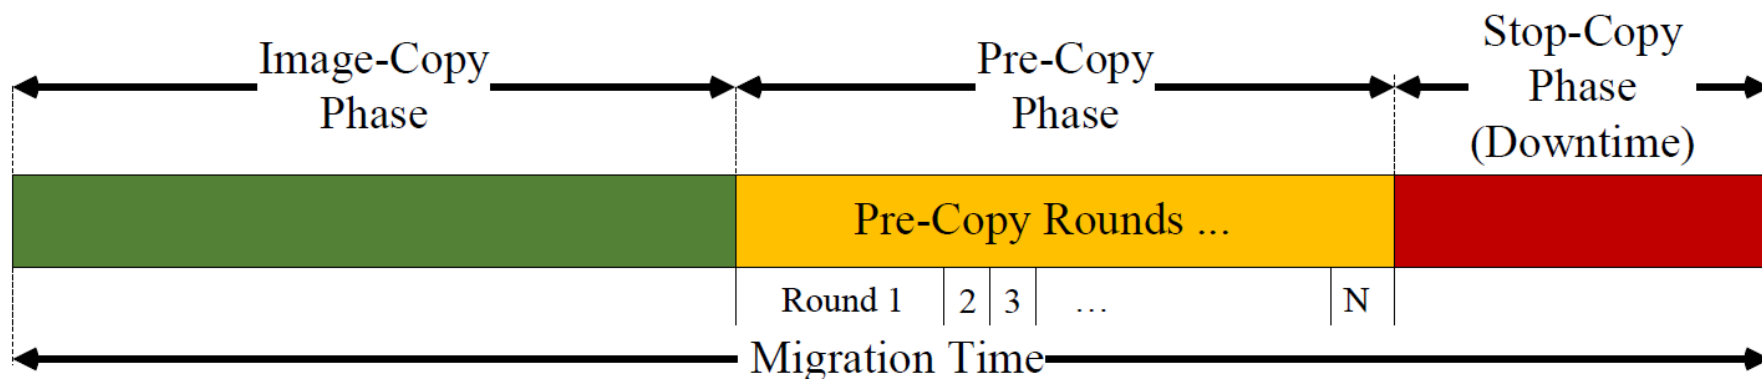 Image-Copy
Phase
Pre-Copy
Phase
Stop-Copy
Phase
(Downtime)
Pre-Copy Rounds ...
Round 1 2 3 ... N
Migration Time